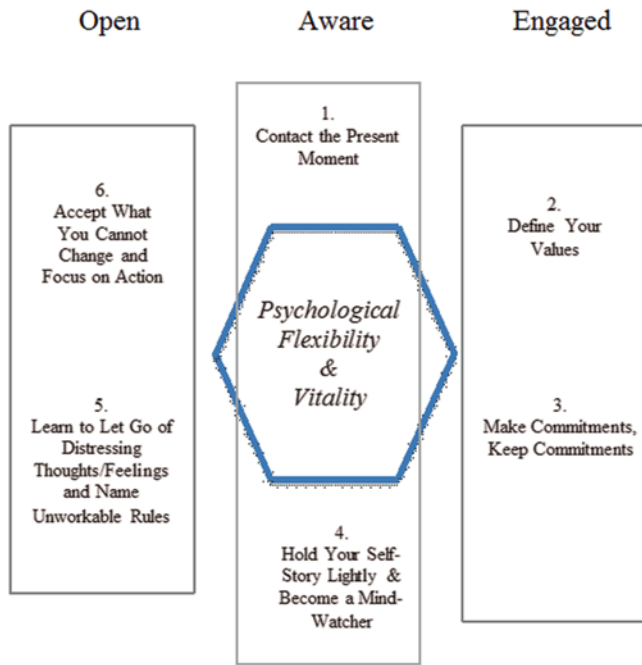 Open
Aware
Engaged
1.
Contact the Present
Moment
6.
Accept What
You Cannot
Change and
Focus on Action
2.
Define Your
Values
Psychological
Flexibility
&
Vitality
5.
Learn to Let Go of
Distressing
Thoughts/Feelings
and Name
Unworkable Rules
3.
Make Commitments,
Keep Commitments
4.
Hold Your Self-
Story Lightly &
Become a Mind-
Watcher